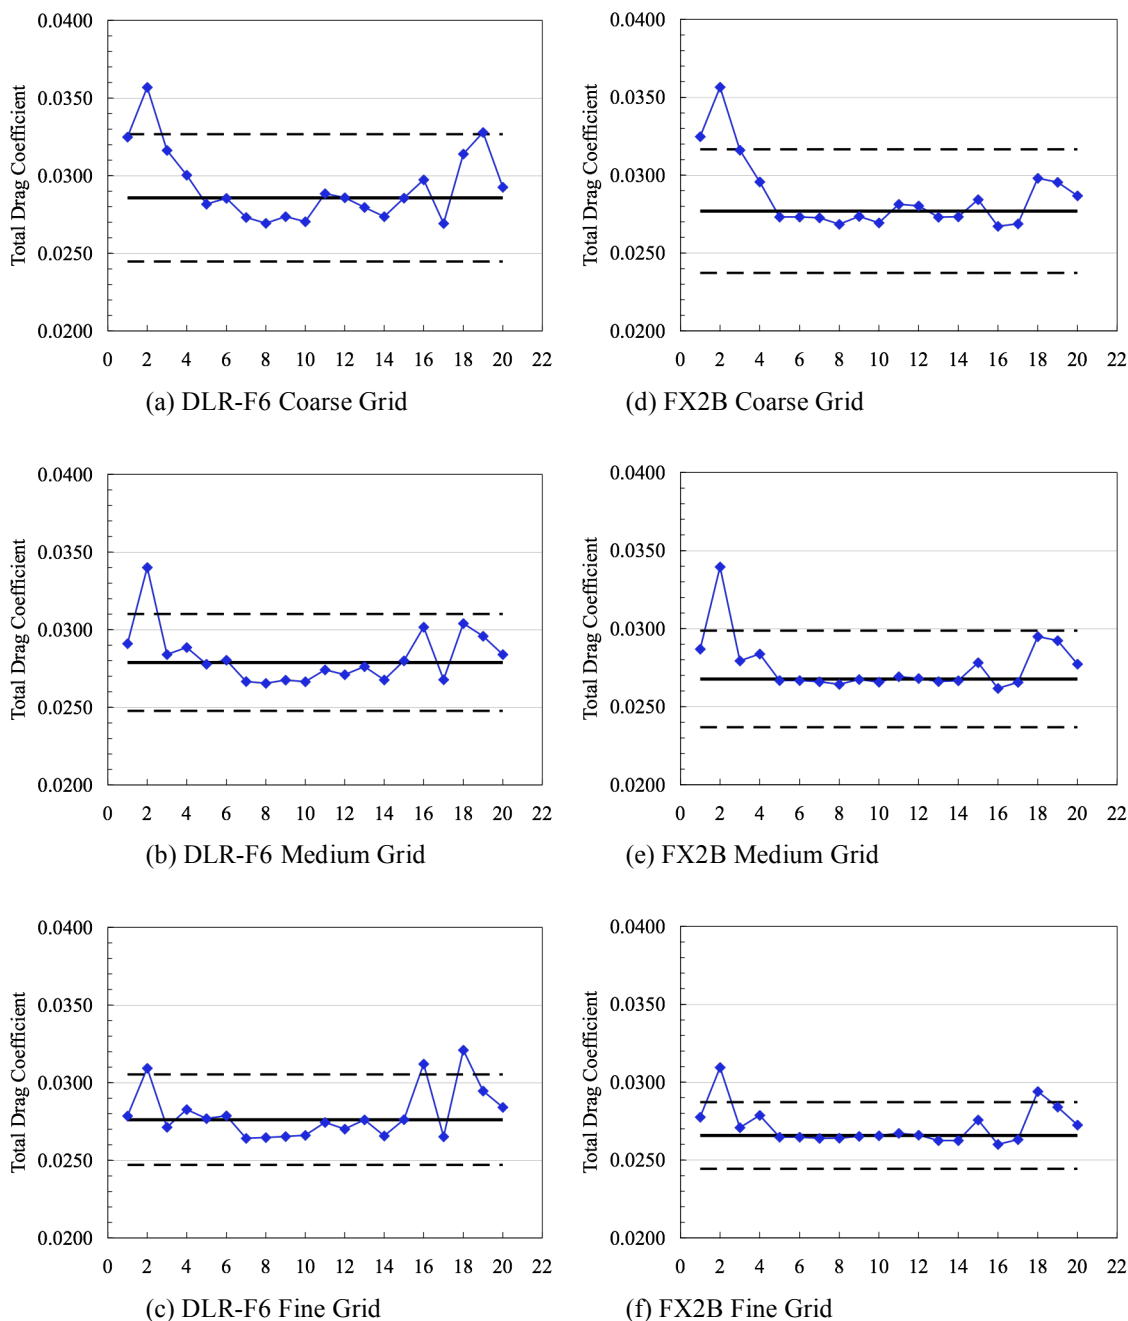 0.0400
0.0350
0.0300
0.0250
0.0200
Total Drag Coefficient
0 2 4 6 8 10 12 14 16 18 20 22
(a) DLR-F6 Coarse Grid
0.0400
0.0350
0.0300
0.0250
0.0200
Total Drag Coefficient
0 2 4 6 8 10 12 14 16 18 20 22
(d) FX2B Coarse Grid
0.0400
0.0350
0.0300
0.0250
0.0200
Total Drag Coefficient
0 2 4 6 8 10 12 14 16 18 20 22
(b) DLR-F6 Medium Grid
0.0400
0.0350
0.0300
0.0250
0.0200
Total Drag Coefficient
0 2 4 6 8 10 12 14 16 18 20 22
(e) FX2B Medium Grid
0.0400
0.0350
0.0300
0.0250
0.0200
Total Drag Coefficient
0 2 4 6 8 10 12 14 16 18 20 22
(c) DLR-F6 Fine Grid
0.0400
0.0350
0.0300
0.0250
0.0200
Total Drag Coefficient
0 2 4 6 8 10 12 14 16 18 20 22
(f) FX2B Fine Grid